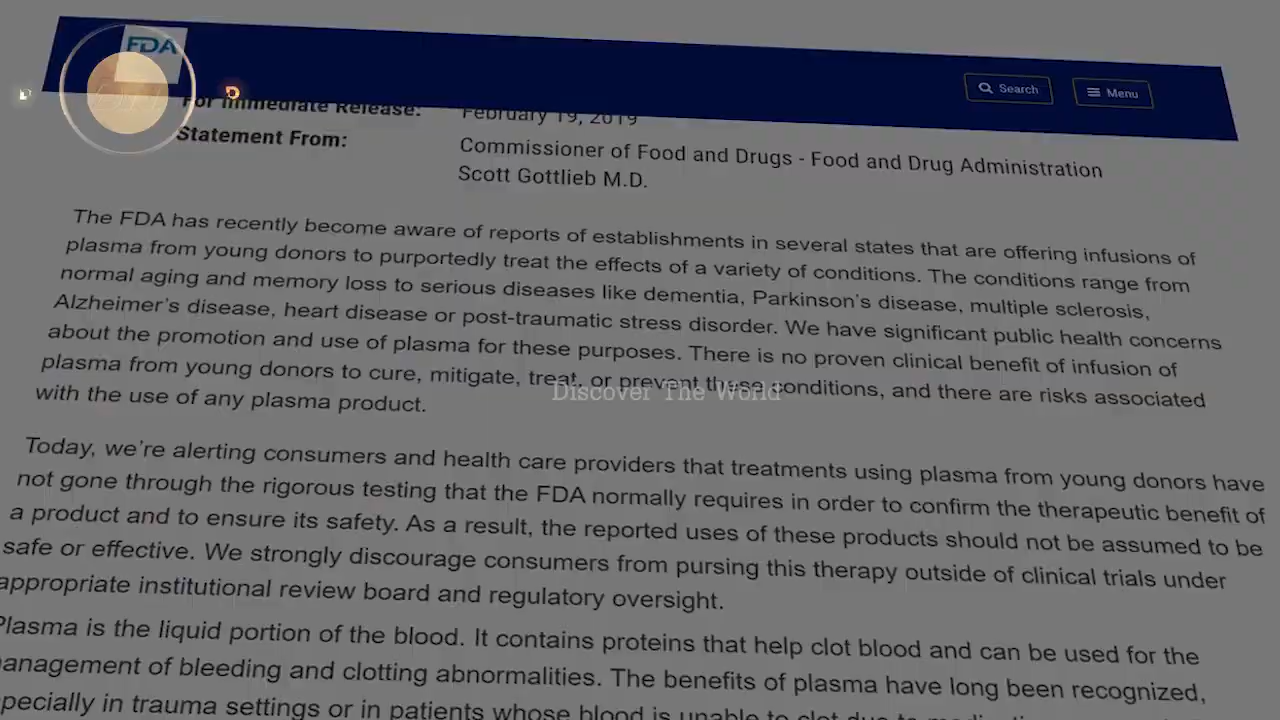 FDA
Search
Menu
For Immediate Release: February 19, 2019
Statement From: Commissioner of Food and Drugs - Food and Drug Administration
Scott Gottlieb M.D.
The FDA has recently become aware of reports of establishments in several states that are offering infusions of
plasma from young donors to purportedly treat the effects of a variety of conditions. The conditions range from
normal aging and memory loss to serious diseases like dementia, Parkinson's disease, multiple sclerosis,
Alzheimer's disease, heart disease or post-traumatic stress disorder. We have significant public health concerns
about the promotion and use of plasma for these purposes. There is no proven clinical benefit of infusion of
plasma from young donors to cure, mitigate, treat, or prevent these conditions, and there are risks associated
with the use of any plasma product.
Discover The World
Today, we're alerting consumers and health care providers that treatments using plasma from young donors have
not gone through the rigorous testing that the FDA normally requires in order to confirm the therapeutic benefit of
a product and to ensure its safety. As a result, the reported uses of these products should not be assumed to be
safe or effective. We strongly discourage consumers from pursing this therapy outside of clinical trials under
appropriate institutional review board and regulatory oversight.
Plasma is the liquid portion of the blood. It contains proteins that help clot blood and can be used for the
anagement of bleeding and clotting abnormalities. The benefits of plasma have long been recognized,
pecially in trauma settings or in patients whose blood is unable to clot due to